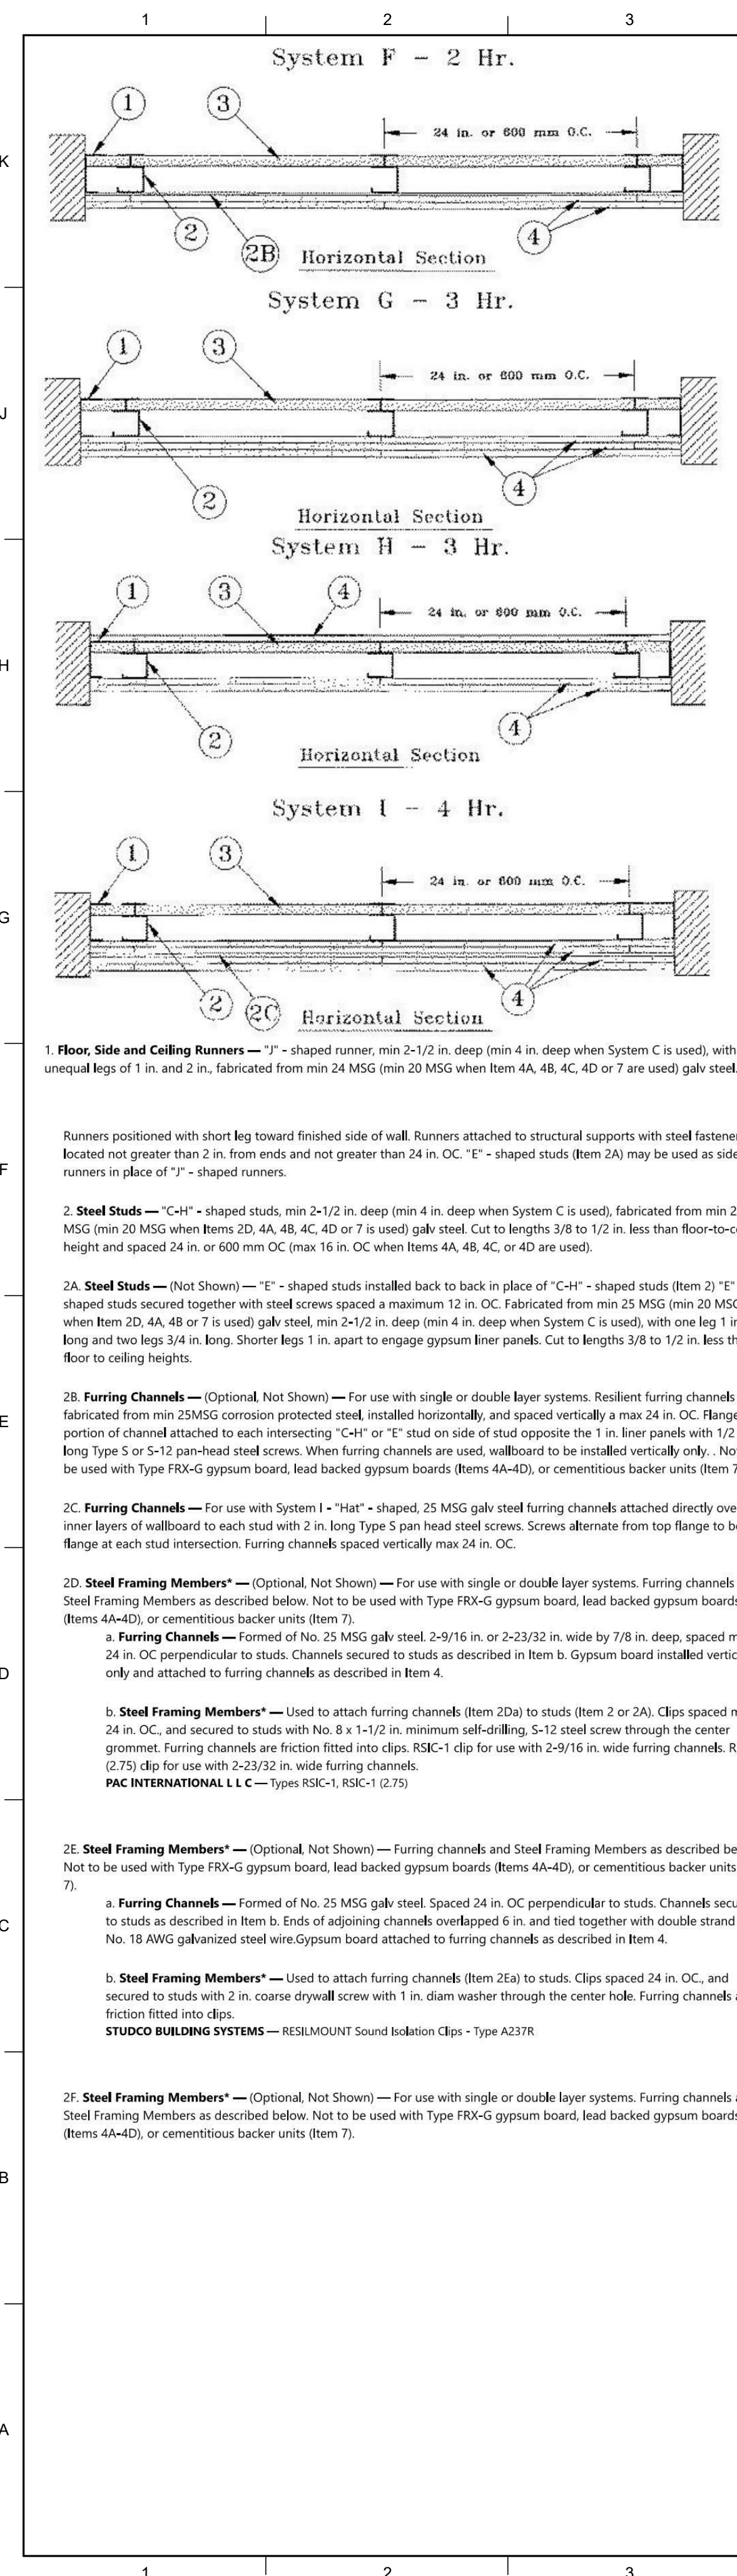 1 2 3
System F - 2 Hr.
1 3
24 in. or 600 mm O.C.
K
2 2B 4
Horizontal Section
System G - 3 Hr.
1 3
24 in. or 600 mm O.C.
J
2 4
Horizontal Section
System H - 3 Hr.
1 3 4
24 in. or 600 mm O.C.
H
2 4
Horizontal Section
System I - 4 Hr.
1 3
24 in. or 600 mm O.C.
G
2 2C 4
Horizontal Section
1. Floor, Side and Ceiling Runners — "J" - shaped runner, min 2-1/2 in. deep (min 4 in. deep when System C is used), with
unequal legs of 1 in. and 2 in., fabricated from min 24 MSG (min 20 MSG when Item 4A, 4B, 4C, 4D or 7 are used) galv steel.
Runners positioned with short leg toward finished side of wall. Runners attached to structural supports with steel fastener
located not greater than 2 in. from ends and not greater than 24 in. OC. "E" - shaped studs (Item 2A) may be used as side
F
runners in place of "J" - shaped runners.
2. Steel Studs — "C-H" - shaped studs, min 2-1/2 in. deep (min 4 in. deep when System C is used), fabricated from min 2
MSG (min 20 MSG when Items 2D, 4A, 4B, 4C, 4D or 7 is used) galv steel. Cut to lengths 3/8 to 1/2 in. less than floor-to-c
height and spaced 24 in. or 600 mm OC (max 16 in. OC when Items 4A, 4B, 4C, or 4D are used).
2A. Steel Studs — (Not Shown) — "E" - shaped studs installed back to back in place of "C-H" - shaped studs (Item 2) "E"
shaped studs secured together with steel screws spaced a maximum 12 in. OC. Fabricated from min 25 MSG (min 20 MSG
when Item 2D, 4A, 4B or 7 is used) galv steel, min 2-1/2 in. deep (min 4 in. deep when System C is used), with one leg 1 in
long and two legs 3/4 in. long. Shorter legs 1 in. apart to engage gypsum liner panels. Cut to lengths 3/8 to 1/2 in. less th
floor to ceiling heights.
2B. Furring Channels — (Optional, Not Shown) — For use with single or double layer systems. Resilient furring channels
E
fabricated from min 25MSG corrosion protected steel, installed horizontally, and spaced vertically a max 24 in. OC. Flange
portion of channel attached to each intersecting "C-H" or "E" stud on side of stud opposite the 1 in. liner panels with 1/2
long Type S or S-12 pan-head steel screws. When furring channels are used, wallboard to be installed vertically only. . No
be used with Type FRX-G gypsum board, lead backed gypsum boards (Items 4A-4D), or cementitious backer units (Item 7
2C. Furring Channels — For use with System I - "Hat" - shaped, 25 MSG galv steel furring channels attached directly ove
inner layers of wallboard to each stud with 2 in. long Type S pan head steel screws. Screws alternate from top flange to b
flange at each stud intersection. Furring channels spaced vertically max 24 in. OC.
2D. Steel Framing Members* — (Optional, Not Shown) — For use with single or double layer systems. Furring channels
Steel Framing Members as described below. Not to be used with Type FRX-G gypsum board, lead backed gypsum boards
(Items 4A-4D), or cementitious backer units (Item 7).
a. Furring Channels — Formed of No. 25 MSG galv steel. 2-9/16 in. or 2-23/32 in. wide by 7/8 in. deep, spaced m
24 in. OC perpendicular to studs. Channels secured to studs as described in Item b. Gypsum board installed vertic
D
only and attached to furring channels as described in Item 4.
b. Steel Framing Members* — Used to attach furring channels (Item 2Da) to studs (Item 2 or 2A). Clips spaced m
24 in. OC., and secured to studs with No. 8 x 1-1/2 in. minimum self-drilling, S-12 steel screw through the center
grommet. Furring channels are friction fitted into clips. RSIC-1 clip for use with 2-9/16 in. wide furring channels. R
(2.75) clip for use with 2-23/32 in. wide furring channels.
PAC INTERNATIONAL L L C — Types RSIC-1, RSIC-1 (2.75)
2E. Steel Framing Members* — (Optional, Not Shown) — Furring channels and Steel Framing Members as described be
Not to be used with Type FRX-G gypsum board, lead backed gypsum boards (Items 4A-4D), or cementitious backer units
7).
a. Furring Channels — Formed of No. 25 MSG galv steel. Spaced 24 in. OC perpendicular to studs. Channels secu
C
to studs as described in Item b. Ends of adjoining channels overlapped 6 in. and tied together with double strand
No. 18 AWG galvanized steel wire.Gypsum board attached to furring channels as described in Item 4.
b. Steel Framing Members* — Used to attach furring channels (Item 2Ea) to studs. Clips spaced 24 in. OC., and
secured to studs with 2 in. coarse drywall screw with 1 in. diam washer through the center hole. Furring channels a
friction fitted into clips.
STUDCO BUILDING SYSTEMS — RESILMOUNT Sound Isolation Clips - Type A237R
2F. Steel Framing Members* — (Optional, Not Shown) — For use with single or double layer systems. Furring channels a
Steel Framing Members as described below. Not to be used with Type FRX-G gypsum board, lead backed gypsum boards
(Items 4A-4D), or cementitious backer units (Item 7).
B
A
1 2 3